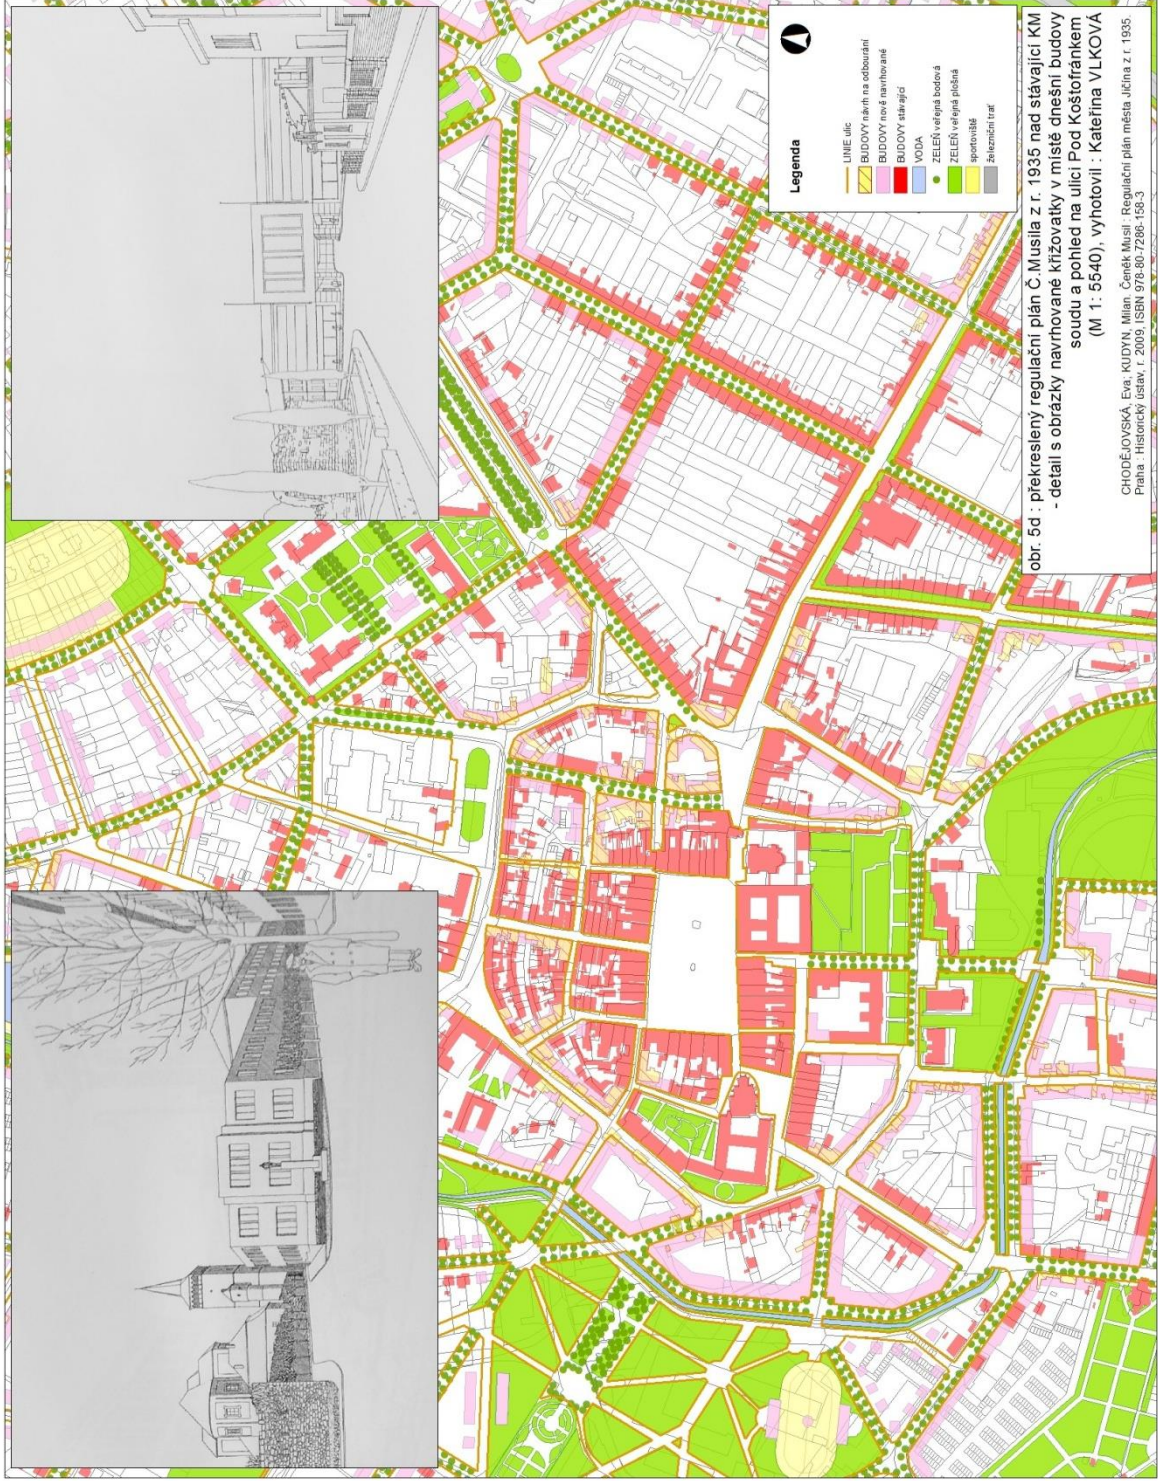 Legenda
LINIE ulic
BUDOVY návrh na odbourání
BUDOVY nově navrhované
BUDOVY stávající
VODA
ZELEŇ veřejná bodová
ZELEŇ veřejná plošná
sportoviště
železniční trať
obr. 5d : překreslený regulační plán Č.Musila z r. 1935 nad stávající KM
- detail s obrázky navrhované křižovatky v místě dnešní budovy
soudu a pohled na ulici Pod Koštofránkem
(M 1: 5540), vyhotovil : Kateřina VLKOVÁ
CHODĚJOVSKÁ, Eva; KUDYN, Milan. Čeněk Musil : Regulační plán města Jičína z r. 1935.
Praha : Historický ústav, r. 2009, ISBN 978-80-7286-158-3